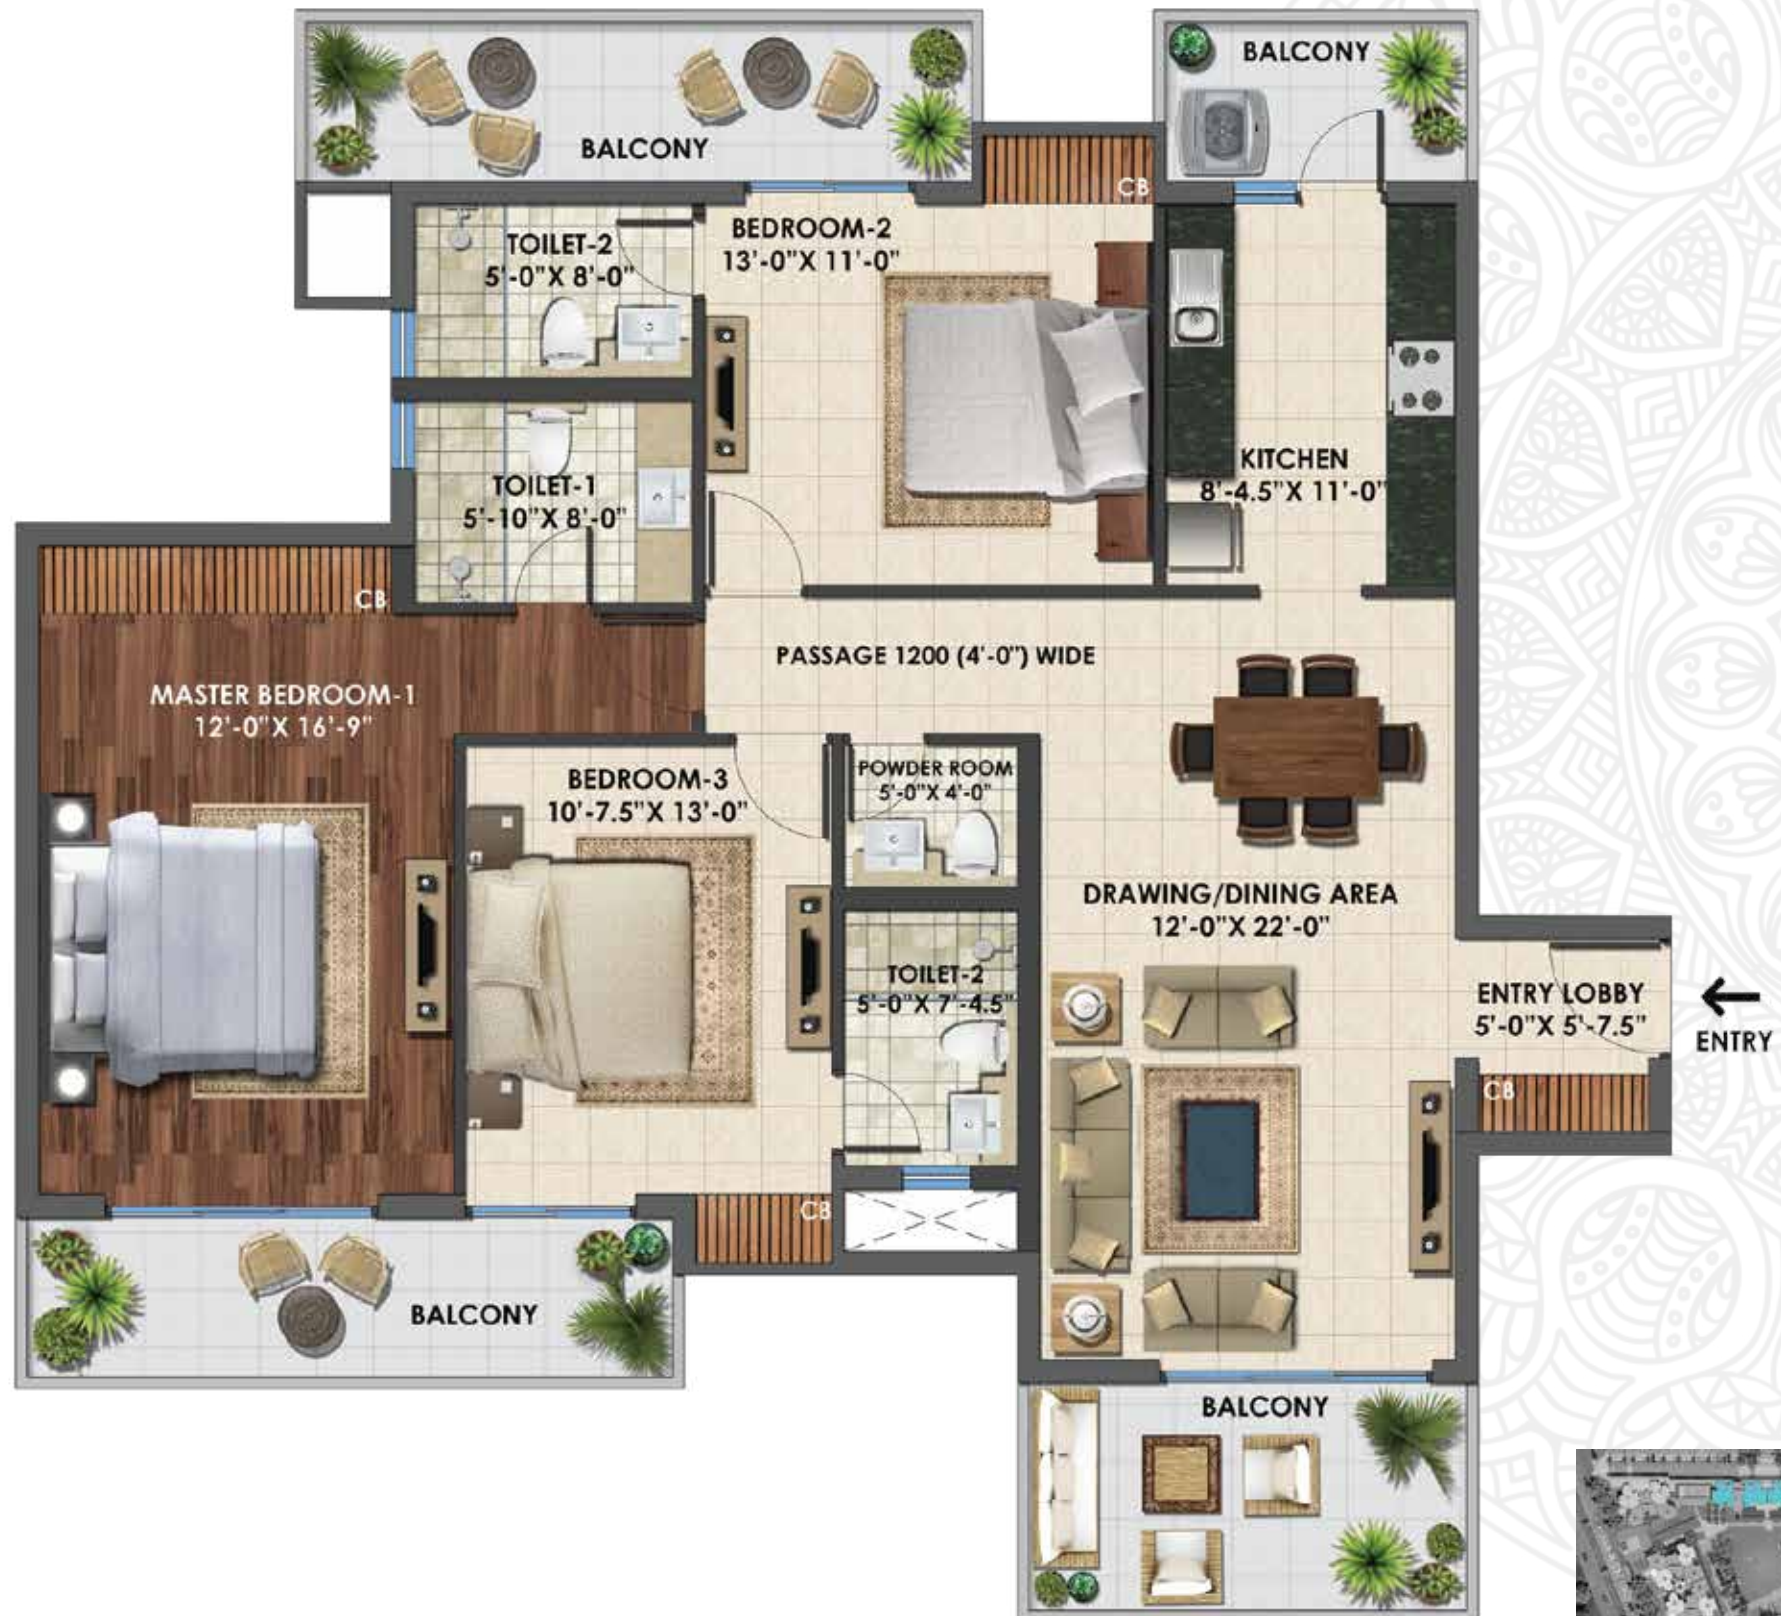 BALCONY
BALCONY
CB
TOILET-2
5'-0"X 8'-0"
BEDROOM-2
13'-0"X 11'-0"
KITCHEN
8'-4.5"X 11'-0"
TOILET-1
5'-10"X 8'-0"
CB
PASSAGE 1200 (4'-0") WIDE
MASTER BEDROOM-1
12'-0"X 16'-9"
BEDROOM-3
10'-7.5"X 13'-0"
POWDER ROOM
5'-0"X 4'-0"
DRAWING/DINING AREA
12'-0"X 22'-0"
TOILET-2
5'-0"X 7'-4.5"
ENTRY LOBBY
5'-0"X 5'-7.5"
ENTRY
CB
CB
BALCONY
BALCONY